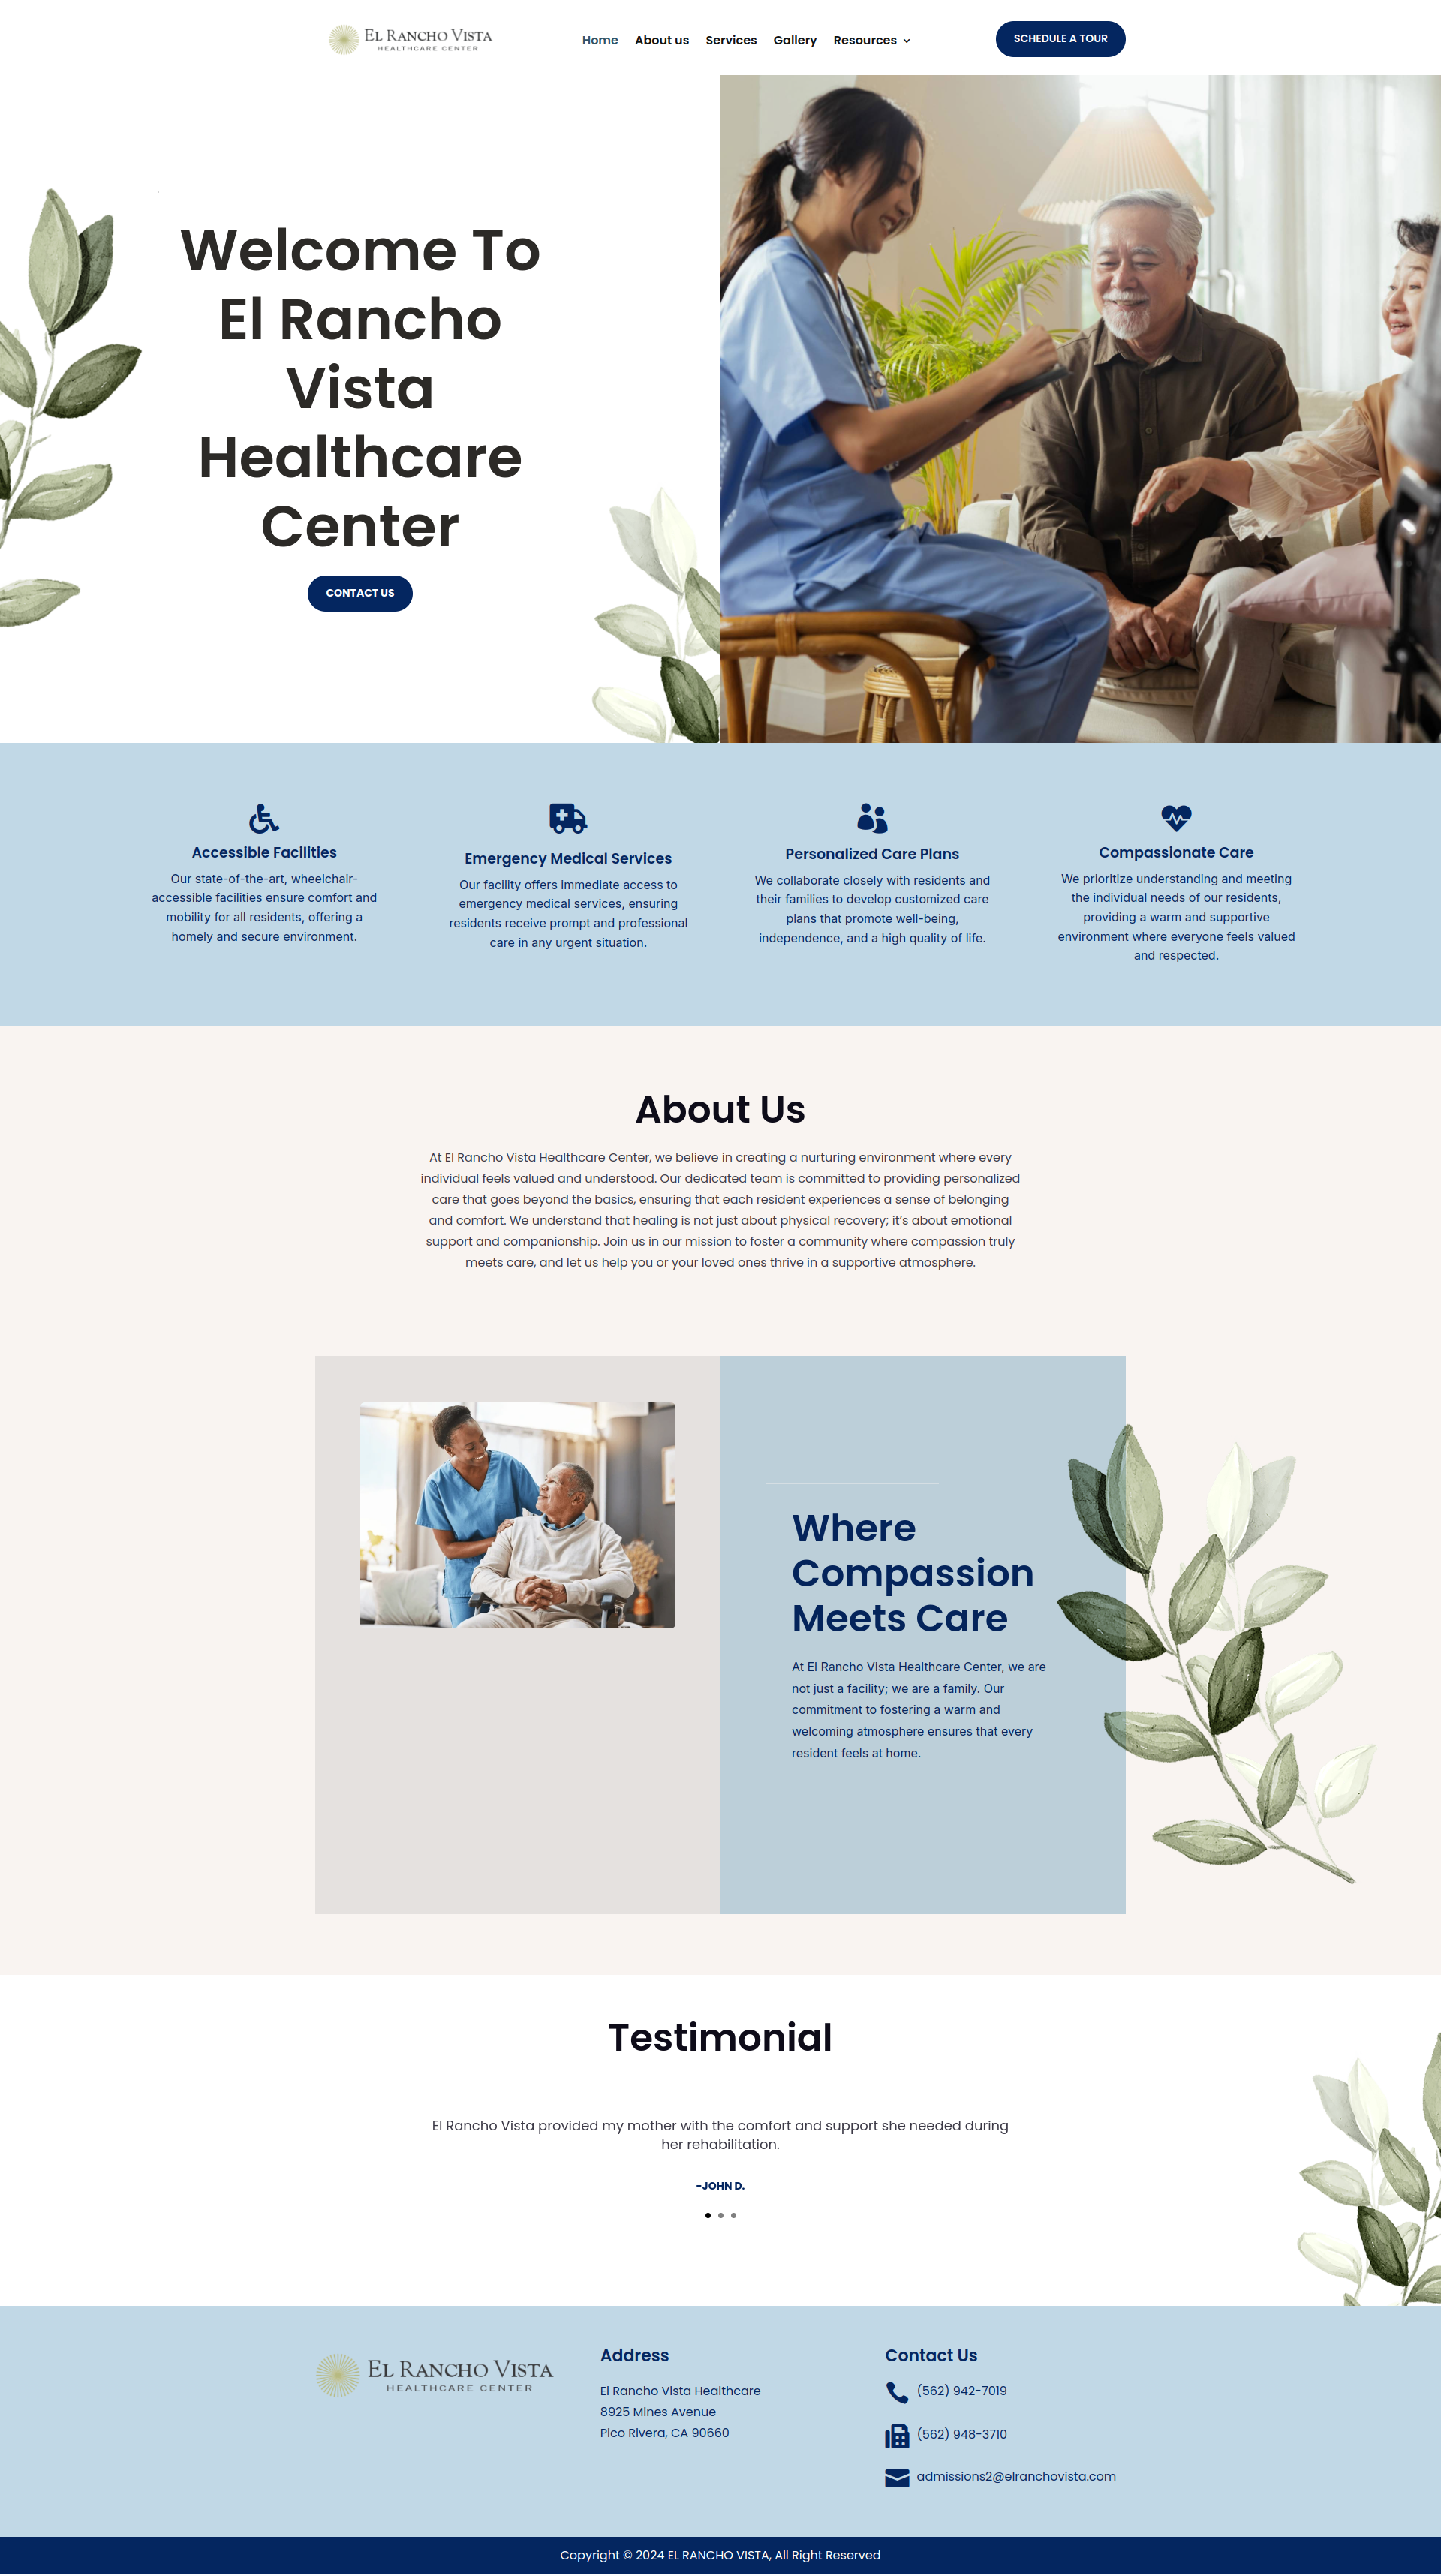 EL RANCHO VISTA
HEALTHCARE CENTER
Home
About us
Services
Gallery
Resources
SCHEDULE A TOUR
Welcome To
El Rancho
Vista
Healthcare
Center
CONTACT US
Accessible Facilities
Our state-of-the-art, wheelchair-
accessible facilities ensure comfort and
mobility for all residents, offering a
homely and secure environment.
Emergency Medical Services
Our facility offers immediate access to
emergency medical services, ensuring
residents receive prompt and professional
care in any urgent situation.
Personalized Care Plans
We collaborate closely with residents and
their families to develop customized care
plans that promote well-being,
independence, and a high quality of life.
Compassionate Care
We prioritize understanding and meeting
the individual needs of our residents,
providing a warm and supportive
environment where everyone feels valued
and respected.
About Us
At El Rancho Vista Healthcare Center, we believe in creating a nurturing environment where every
individual feels valued and understood. Our dedicated team is committed to providing personalized
care that goes beyond the basics, ensuring that each resident experiences a sense of belonging
and comfort. We understand that healing is not just about physical recovery; it’s about emotional
support and companionship. Join us in our mission to foster a community where compassion truly
meets care, and let us help you or your loved ones thrive in a supportive atmosphere.
Where
Compassion
Meets Care
At El Rancho Vista Healthcare Center, we are
not just a facility; we are a family. Our
commitment to fostering a warm and
welcoming atmosphere ensures that every
resident feels at home.
Testimonial
El Rancho Vista provided my mother with the comfort and support she needed during
her rehabilitation.
-JOHN D.
EL RANCHO VISTA
HEALTHCARE CENTER
Address
El Rancho Vista Healthcare
8925 Mines Avenue
Pico Rivera, CA 90660
Contact Us
(562) 942-7019
(562) 948-3710
admissions2@elranchovista.com
Copyright © 2024 EL RANCHO VISTA, All Right Reserved